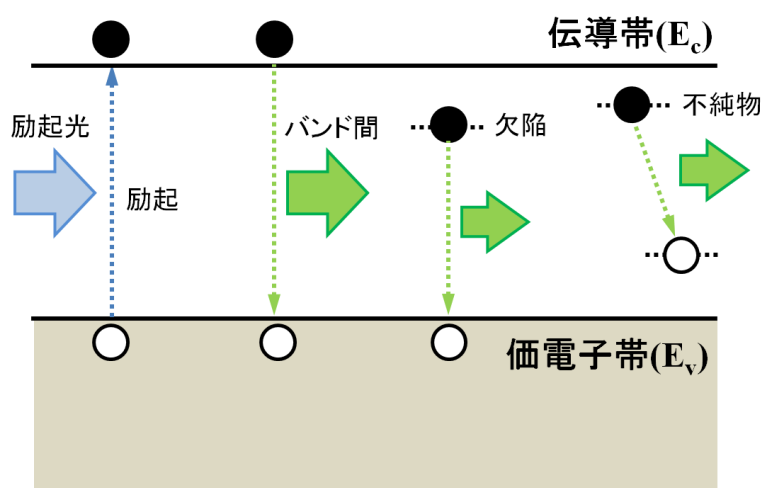 伝導帯(Ec)
励起光
バンド間
欠陥
不純物
励起
価電子帯(Ev)